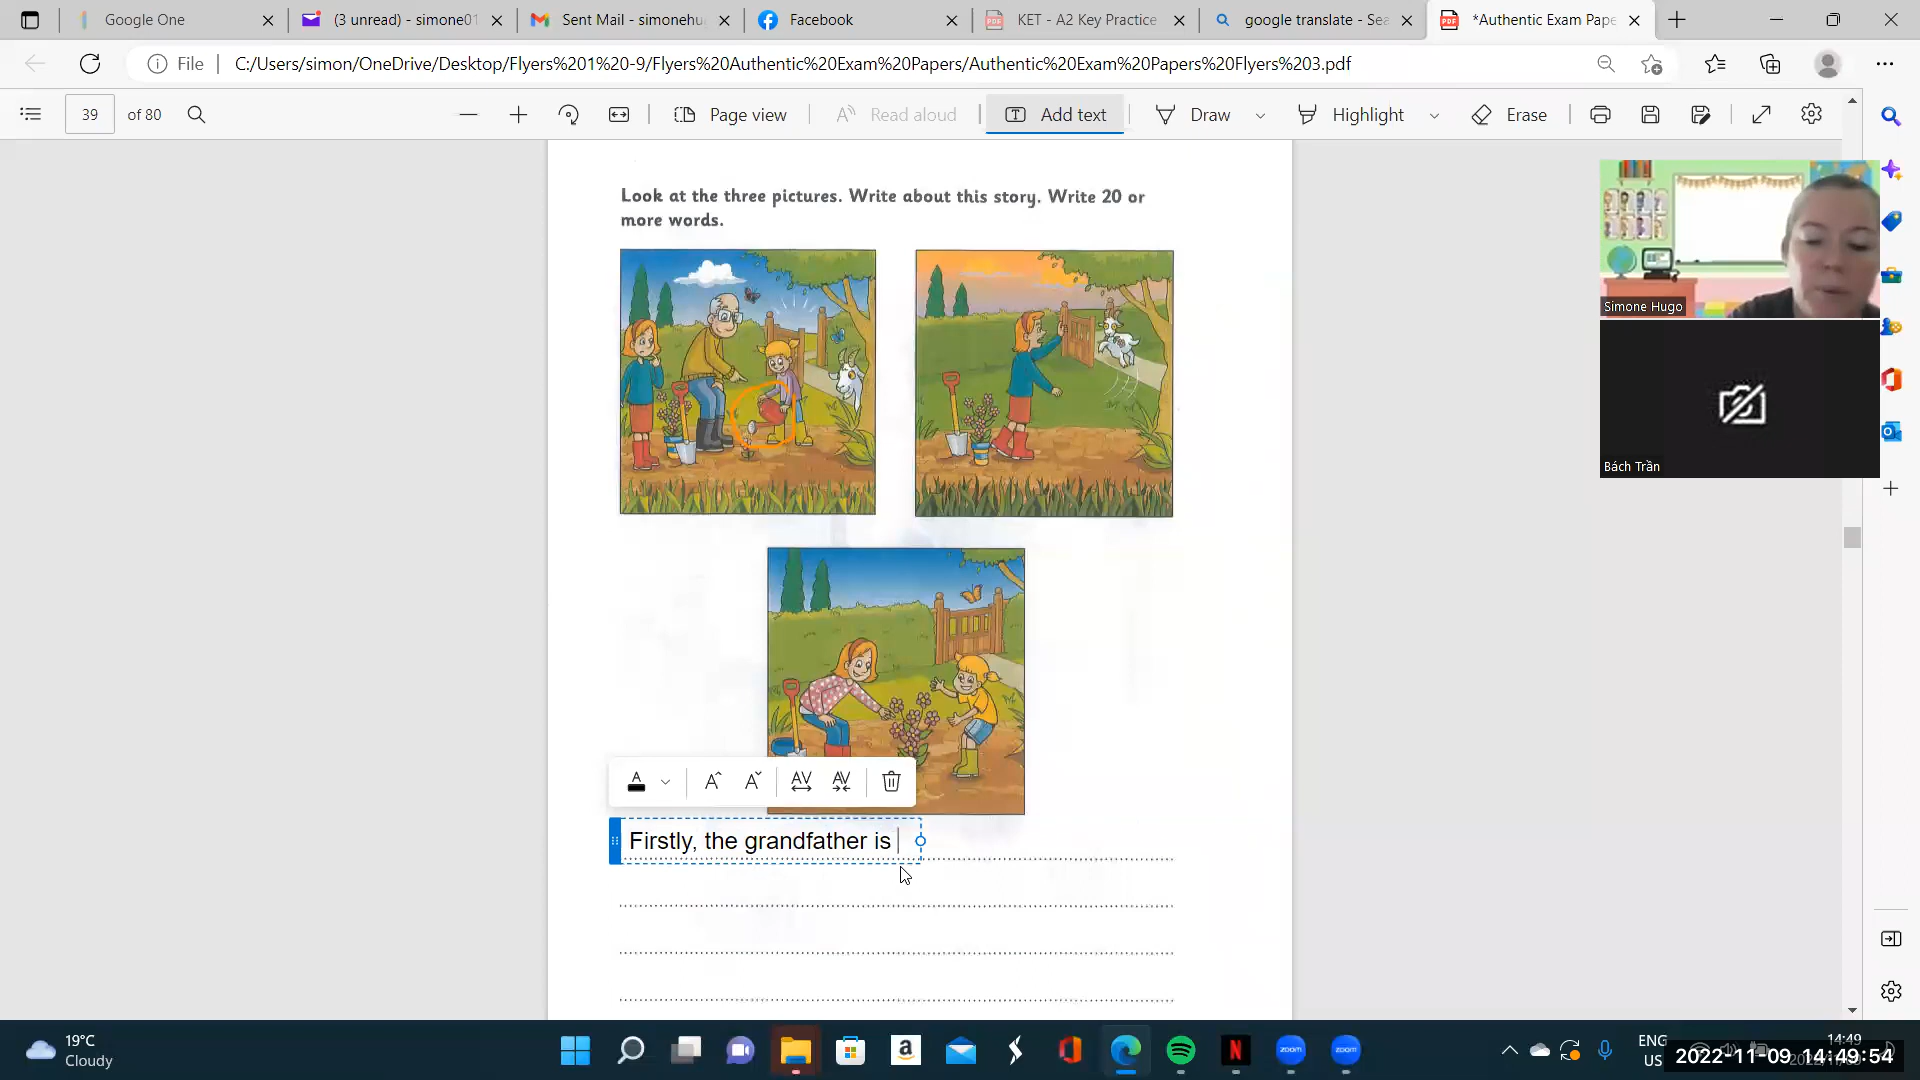 Google One
(3 unread) - simone01
Sent Mail - simonehu
Facebook
KET - A2 Key Practice
google translate - Sea
*Authentic Exam Pape
File
C:/Users/simon/OneDrive/Desktop/Flyers%201%20-9/Flyers%20Authentic%20Exam%20Papers/Authentic%20Exam%20Papers%20Flyers%203.pdf
39 of 80
Page view
Read aloud
Add text
Draw
Highlight
Erase
Look at the three pictures. Write about this story. Write 20 or
more words.
Simone Hugo
Bách Trần
Firstly, the grandfather is
19°C
Cloudy
zoom
zoom
ENG
US
14:49
2022-11-09 14:49:54